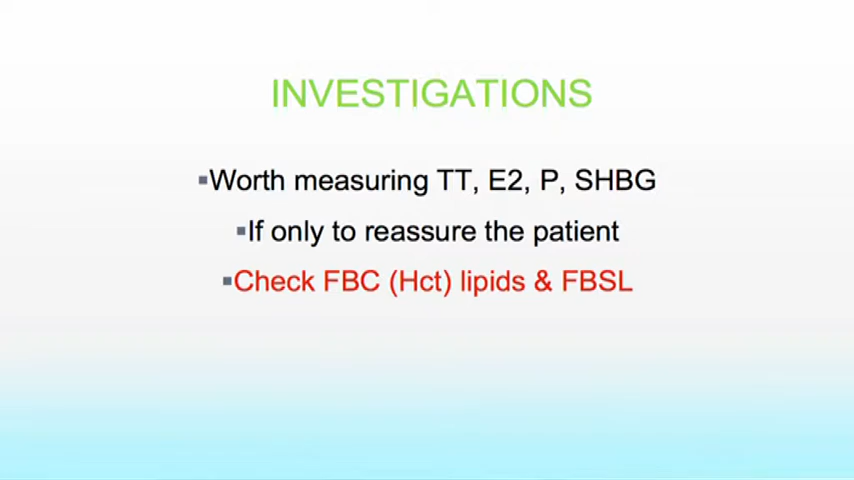 INVESTIGATIONS
▪Worth measuring TT, E2, P, SHBG
▪If only to reassure the patient
▪Check FBC (Hct) lipids & FBSL